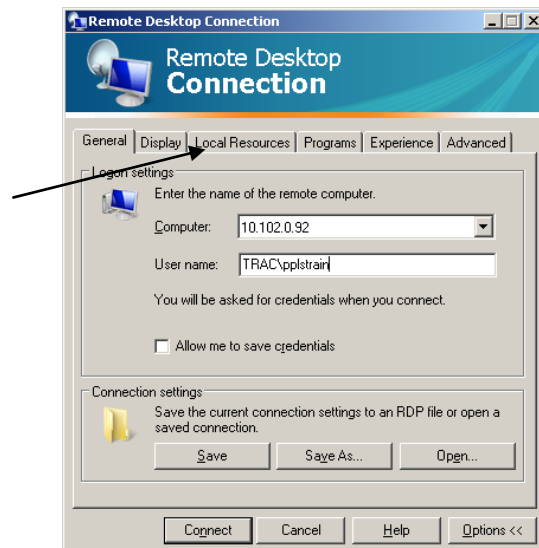 Remote Desktop Connection
Remote Desktop
Connection
General Display Local Resources Programs Experience Advanced
Logon settings
Enter the name of the remote computer.
Computer: 10.102.0.92
User name: TRAC\pplstrain
You will be asked for credentials when you connect.
Allow me to save credentials
Connection settings
Save the current connection settings to an RDP file or open a
saved connection.
Save Save As... Open...
Connect Cancel Help Options <<